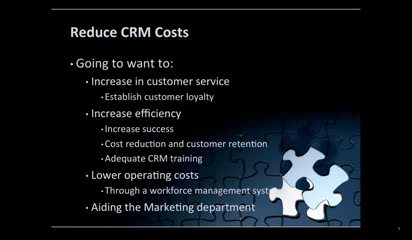 Reduce CRM Costs
• Going to want to:
• Increase in customer service
• Establish customer loyalty
• Increase efficiency
• Increase success
• Cost reduction and customer retention
• Adequate CRM training
• Lower operating costs
• Through a workforce management system
• Aiding the Marketing department